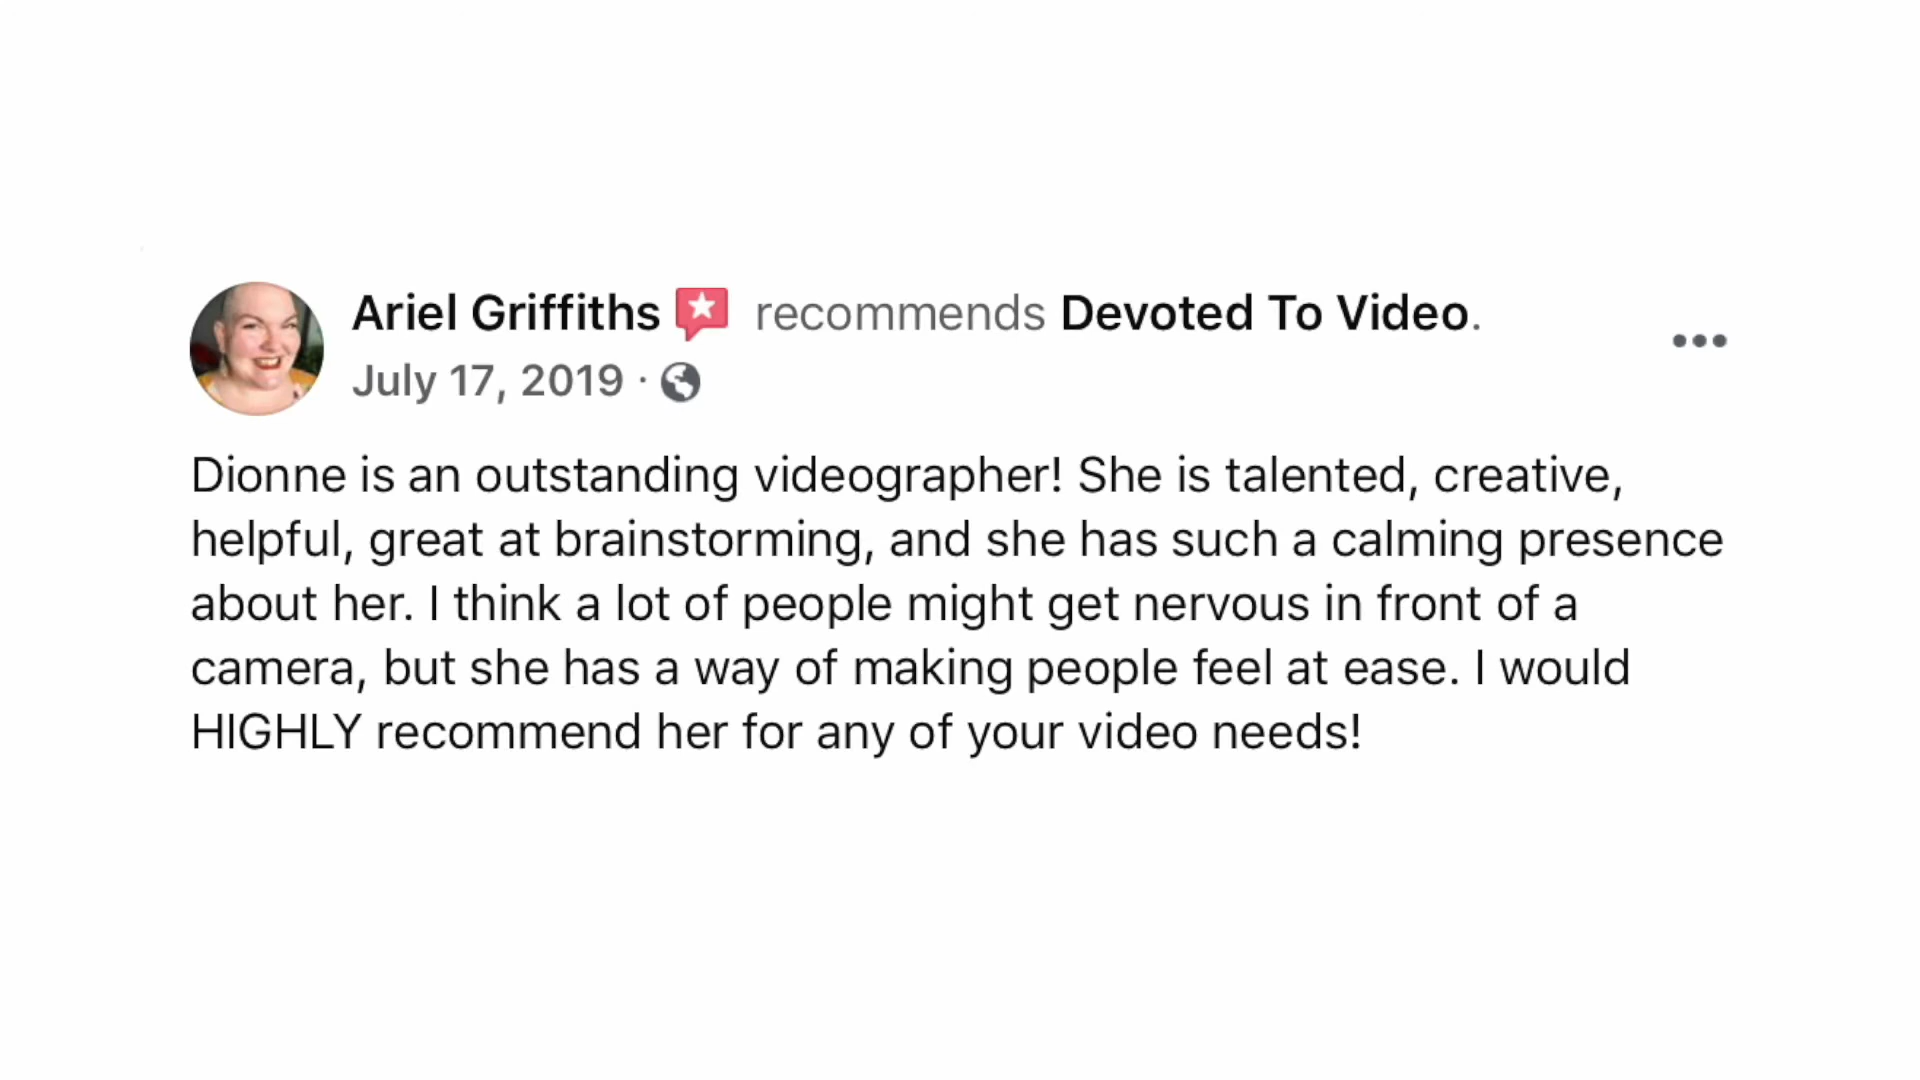 Ariel Griffiths recommends Devoted To Video.
July 17, 2019 ·
Dionne is an outstanding videographer! She is talented, creative,
helpful, great at brainstorming, and she has such a calming presence
about her. I think a lot of people might get nervous in front of a
camera, but she has a way of making people feel at ease. I would
HIGHLY recommend her for any of your video needs!